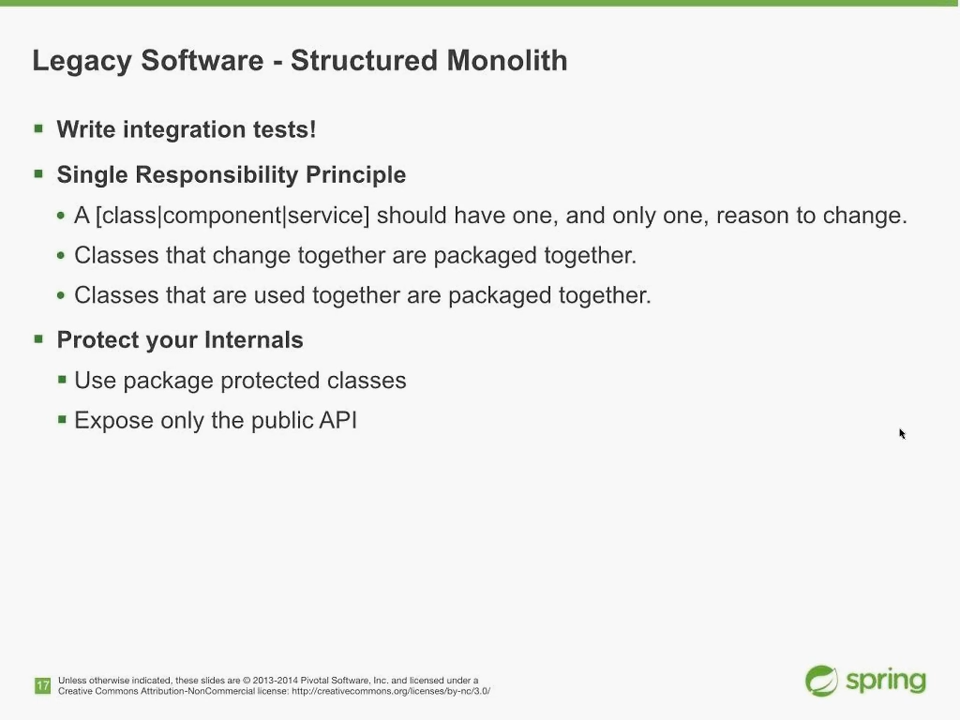 Legacy Software - Structured Monolith
Write integration tests!
Single Responsibility Principle
A [class|component|service] should have one, and only one, reason to change.
Classes that change together are packaged together.
Classes that are used together are packaged together.
Protect your Internals
Use package protected classes
Expose only the public API
17
Unless otherwise indicated, these slides are © 2013-2014 Pivotal Software, Inc. and licensed under a
Creative Commons Attribution-NonCommercial license: http://creativecommons.org/licenses/by-nc/3.0/
spring